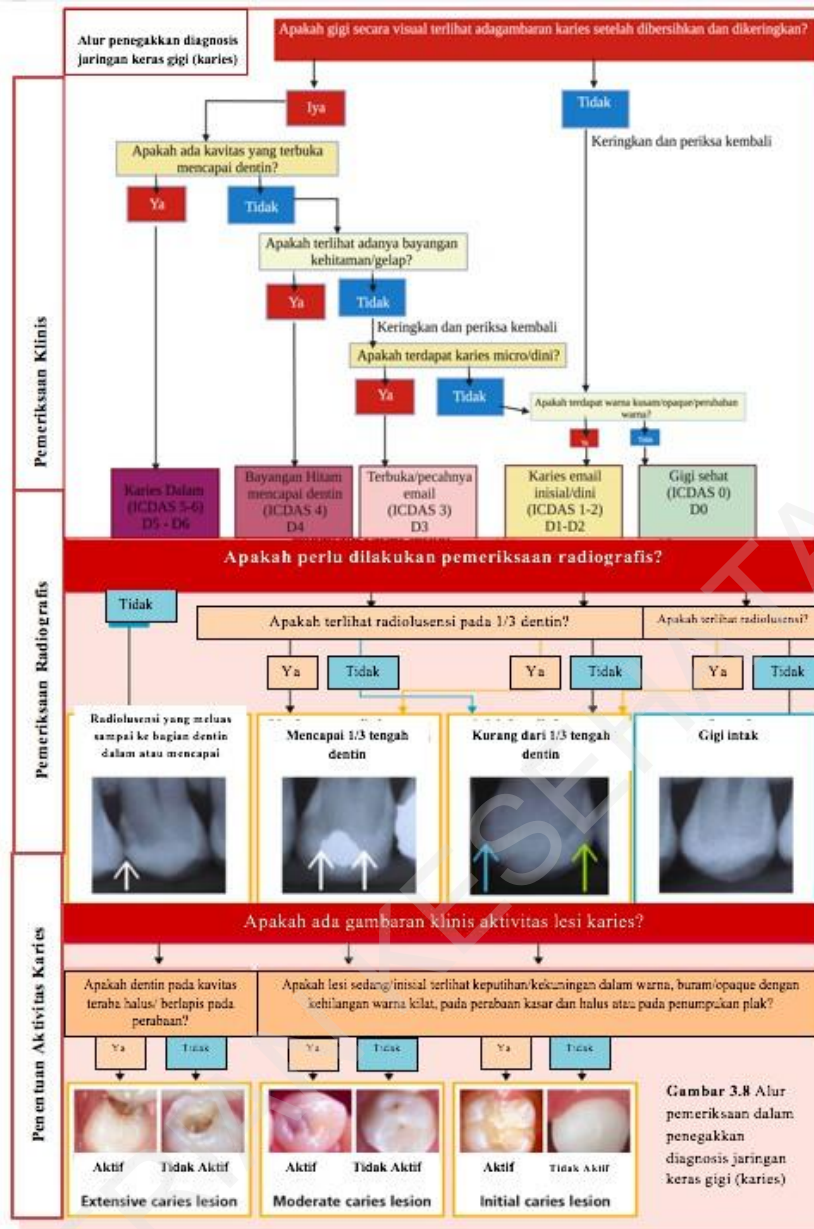 Alur penegakkan diagnosis
jaringan keras gigi (karies)
Apakah gigi secara visual terlihat adagambaran karies setelah dibersihkan dan dikeringkan?
Pemeriksaan Klinis
Iya
Tidak
Keringkan dan periksa kembali
Apakah ada kavitas yang terbuka
mencapai dentin?
Ya
Tidak
Apakah terlihat adanya bayangan
kehitaman/gelap?
Ya
Tidak
Keringkan dan periksa kembali
Apakah terdapat karies micro/dini?
Ya
Tidak
Apakah terdapat warna kusam/opaque/perubahan
warna?
Karies Dalam
(ICDAS 5-6)
D5 - D6
Bayangan Hitam
mencapai dentin
(ICDAS 4)
D4
Terbuka/pecahnya
email
(ICDAS 3)
D3
Karies email
inisial/dini
(ICDAS 1-2)
D1-D2
Gigi sehat
(ICDAS 0)
D0
Pemeriksaan Radiografis
Apakah perlu dilakukan pemeriksaan radiografis?
Tidak
Apakah terlihat radiolusensi pada 1/3 dentin?
Apakah terlihat radiolusensi?
Ya
Tidak
Ya
Tidak
Ya
Tidak
Radiolusensi yang meluas
sampai ke bagian dentin
dalam atau mencapai
Mencapai 1/3 tengah
dentin
Kurang dari 1/3 tengah
dentin
Gigi intak
Penentuan Aktivitas Karies
Apakah ada gambaran klinis aktivitas lesi karies?
Apakah dentin pada kavitas
teraba halus/ berlapis pada
perabaan?
Apakah lesi sedang/inisial terlihat keputihan/kekuningan dalam warna, buram/opaque dengan
kehilangan warna kilat, pada perabaan kasar dan halus atau pada penumpukan plak?
Ya
Tidak
Ya
Tidak
Ya
Tidak
Aktif
Tidak Aktif
Aktif
Tidak Aktif
Aktif
Tidak Aktif
Extensive caries lesion
Moderate caries lesion
Initial caries lesion
Gambar 3.8 Alur
pemeriksaan dalam
penegakkan
diagnosis jaringan
keras gigi (karies)
KESEHATA